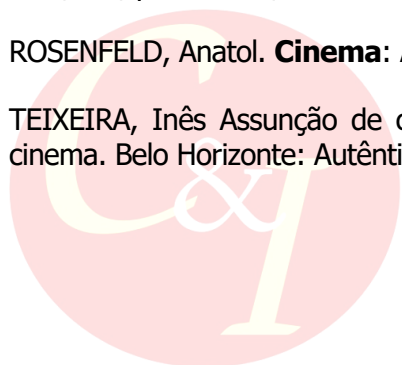 ROSENFELD, Anatol. Cinema:
TEIXEIRA, Inês Assunção de
cinema. Belo Horizonte: Autênti
C&I